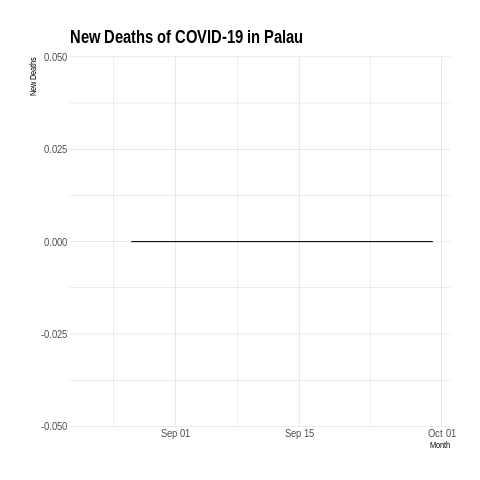 New Deaths of COVID-19 in Palau
New Deaths
0.050
0.025
0.000
-0.025
-0.050
Sep 01
Sep 15
Oct 01
Month